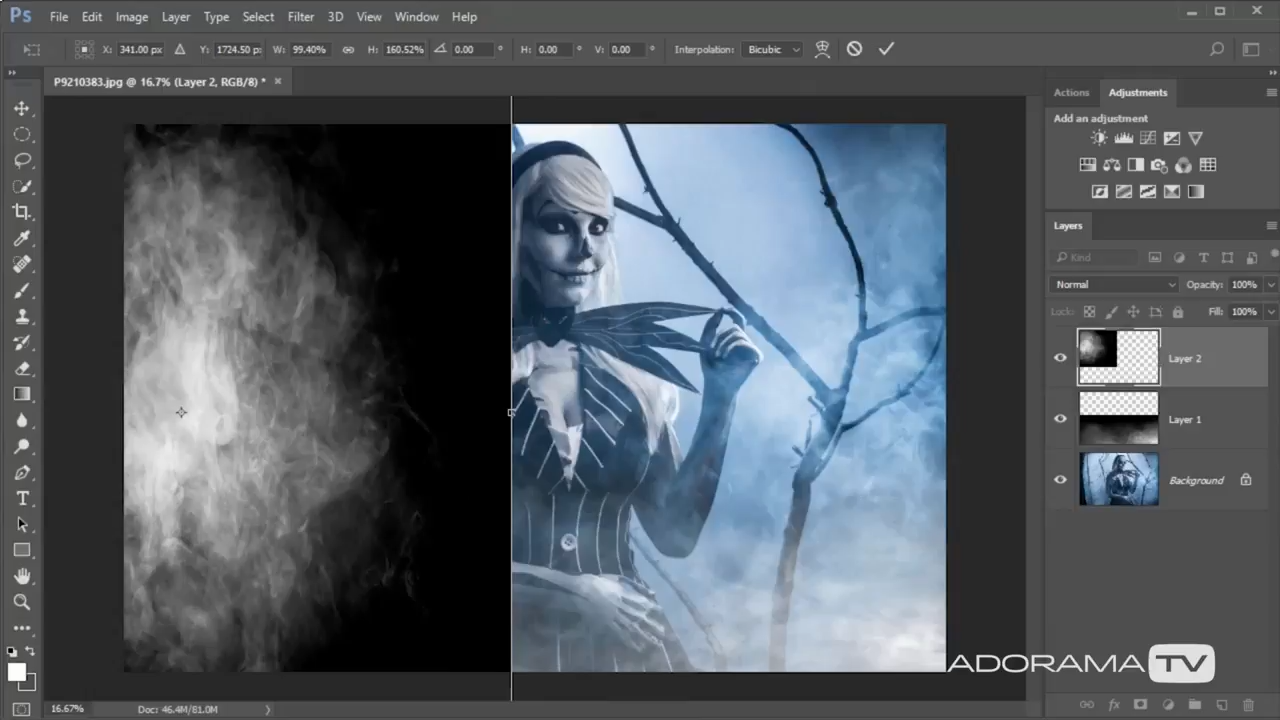 Ps File Edit Image Layer Type Select Filter 3D View Window Help
X: 341.00 px Y: 1724.50 p: W: 99.40% H: 160.52% 0.00 ° H: 0.00 ° V: 0.00 ° Interpolation: Bicubic
P9210383.jpg @ 16.7% (Layer 2, RGB/8) * ×
Actions Adjustments
Add an adjustment
Layers
Kind
Normal Opacity: 100%
Lock: Fill: 100%
Layer 2
Layer 1
Background
ADORAMA TV
16.67% Doc: 46.4M/81.0M